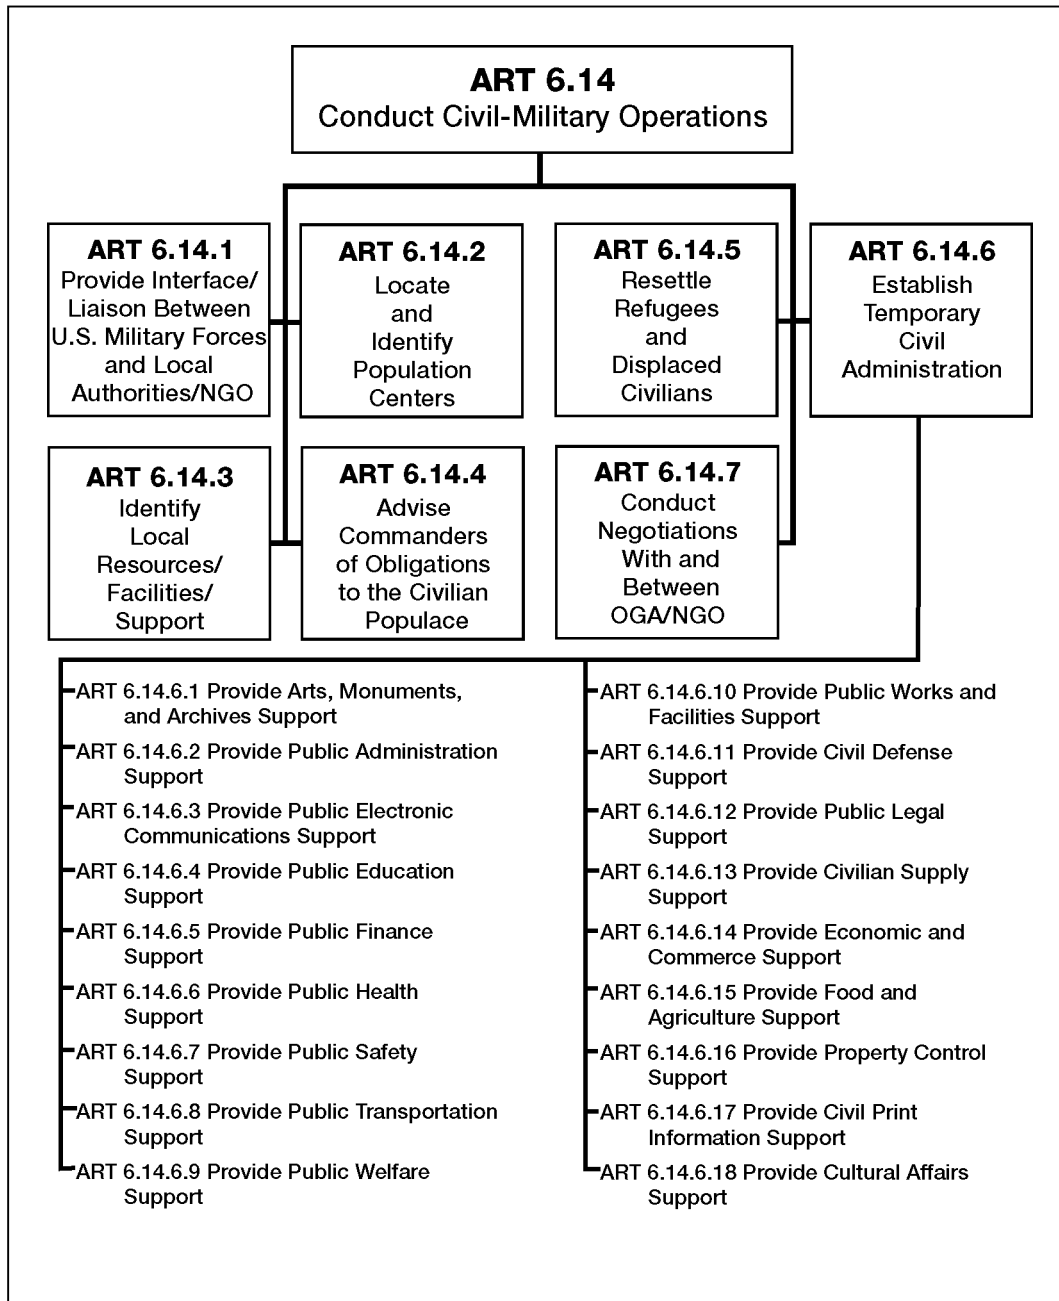 ART 6.14
Conduct Civil-Military Operations
ART 6.14.1
Provide Interface/
Liaison Between
U.S. Military Forces
and Local
Authorities/NGO
ART 6.14.2
Locate
and
Identify
Population
Centers
ART 6.14.5
Resettle
Refugees
and
Displaced
Civilians
ART 6.14.6
Establish
Temporary
Civil
Administration
ART 6.14.3
Identify
Local
Resources/
Facilities/
Support
ART 6.14.4
Advise
Commanders
of Obligations
to the Civilian
Populace
ART 6.14.7
Conduct
Negotiations
With and
Between
OGA/NGO
ART 6.14.6.1 Provide Arts, Monuments,
and Archives Support
ART 6.14.6.2 Provide Public Administration
Support
ART 6.14.6.3 Provide Public Electronic
Communications Support
ART 6.14.6.4 Provide Public Education
Support
ART 6.14.6.5 Provide Public Finance
Support
ART 6.14.6.6 Provide Public Health
Support
ART 6.14.6.7 Provide Public Safety
Support
ART 6.14.6.8 Provide Public Transportation
Support
ART 6.14.6.9 Provide Public Welfare
Support
ART 6.14.6.10 Provide Public Works and
Facilities Support
ART 6.14.6.11 Provide Civil Defense
Support
ART 6.14.6.12 Provide Public Legal
Support
ART 6.14.6.13 Provide Civilian Supply
Support
ART 6.14.6.14 Provide Economic and
Commerce Support
ART 6.14.6.15 Provide Food and
Agriculture Support
ART 6.14.6.16 Provide Property Control
Support
ART 6.14.6.17 Provide Civil Print
Information Support
ART 6.14.6.18 Provide Cultural Affairs
Support